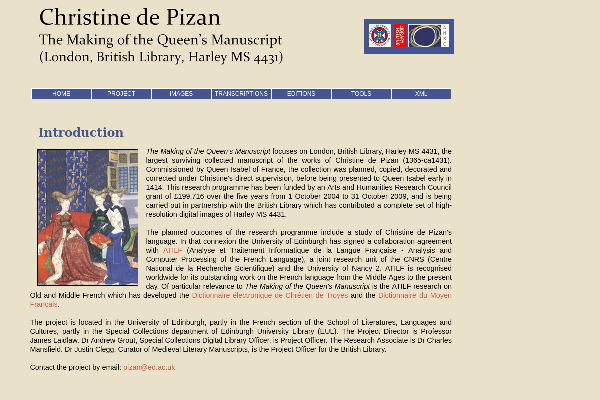 Christine de Pizan
The Making of the Queen's Manuscript
(London, British Library, Harley MS 4431)
HOME PROJECT IMAGES TRANSCRIPTIONS EDITIONS TOOLS XML
Introduction
The Making of the Queen's Manuscript focuses on London, British Library, Harley MS 4431, the
largest surviving collected manuscript of the works of Christine de Pizan (1365-ca1431).
Commissioned by Queen Isabel of France, the collection was planned, copied, decorated and
corrected under Christine's direct supervision, before being presented to Queen Isabel early in
1414. This research programme has been funded by an Arts and Humanities Research Council
grant of £199,716 over the five years from 1 October 2004 to 31 October 2009, and is being
carried out in partnership with the British Library which has contributed a complete set of high-
resolution digital images of Harley MS 4431.
The planned outcomes of the research programme include a study of Christine de Pizan's
language. In that connexion the University of Edinburgh has signed a collaboration agreement
with ATILF (Analyse et Traitement Informatique de la Langue Française - Analysis and
Computer Processing of the French Language), a joint research unit of the CNRS (Centre
National de la Recherche Scientifique) and the University of Nancy 2. ATILF is recognised
worldwide for its outstanding work on the French language from the Middle Ages to the present
day. Of particular relevance to The Making of the Queen's Manuscript is the ATILF research on
Old and Middle French which has developed the Dictionnaire électronique de Chrétien de Troyes and the Dictionnaire du Moyen
Français.
The project is located in the University of Edinburgh, partly in the French section of the School of Literatures, Languages and
Cultures, partly in the Special Collections department of Edinburgh University Library (EUL). The Project Director is Professor
James Laidlaw. Dr Andrew Grout, Special Collections Digital Library Officer, is Project Officer. The Research Associate is Dr Charles
Mansfield. Dr Justin Clegg, Curator of Medieval Literary Manuscripts, is the Project Officer for the British Library.
Contact the project by email: pizan@ed.ac.uk